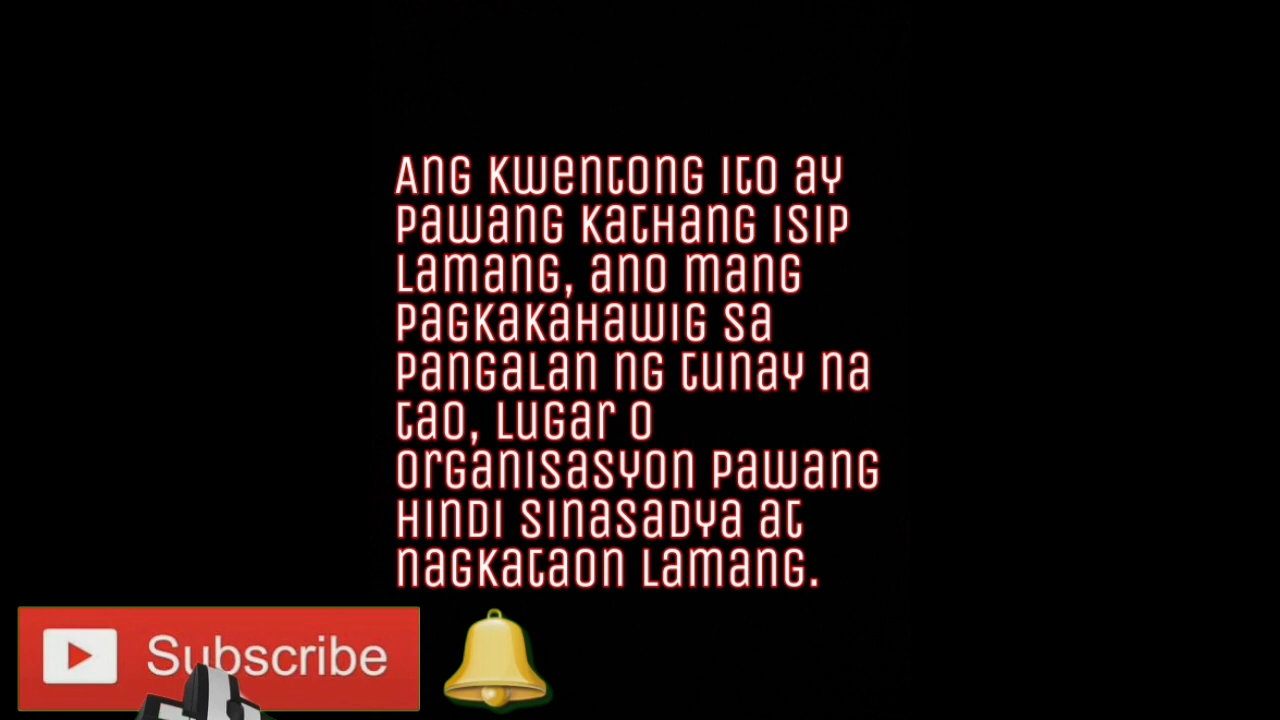 Ang kwentong ito ay
pawang kathang isip
lamang, ano mang
pagkakahawig sa
pangalan ng tunay na
tao, lugar o
organisasyon pawang
hindi sinasadya at
nagkataon lamang.
Subscribe